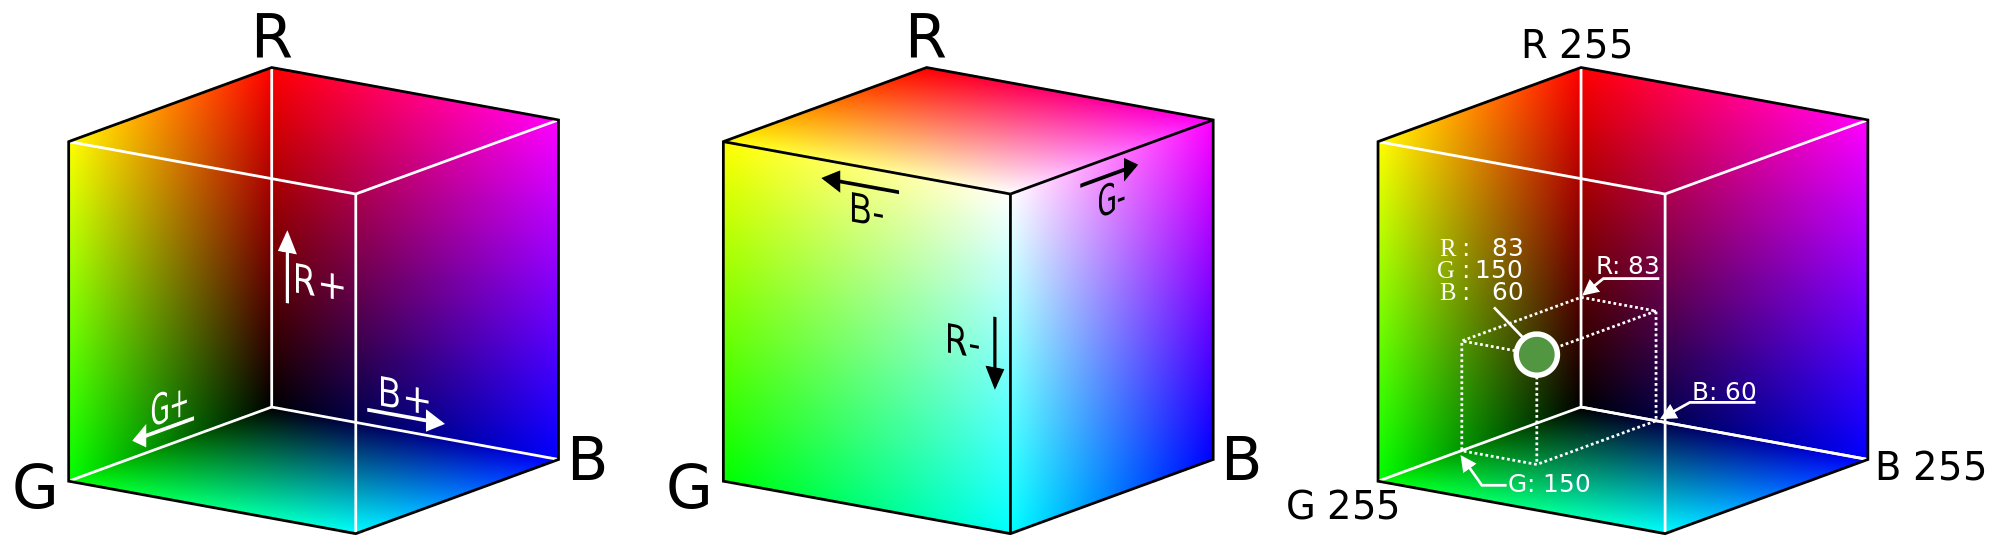 R
R+
G+
B+
G
B
R
B-
G-
R-
G
B
R 255
R : 83
G : 150
B : 60
R: 83
B: 60
G: 150
G 255
B 255